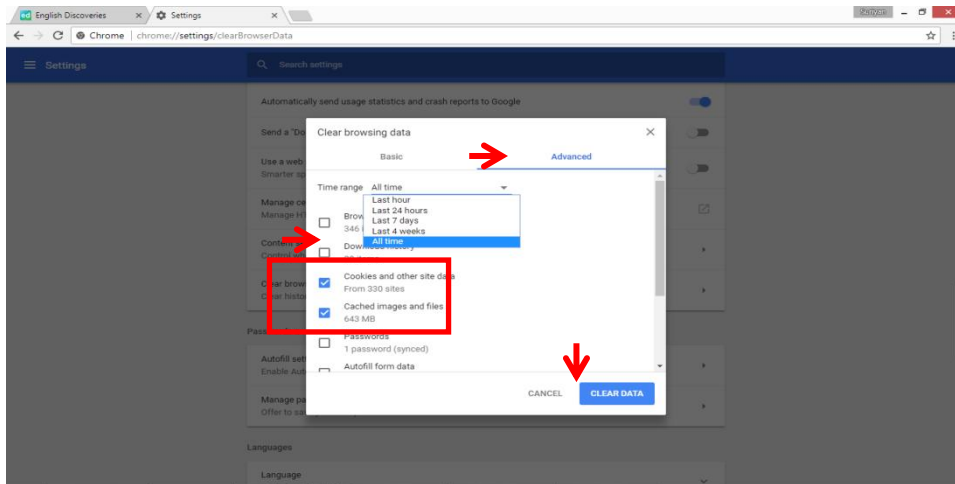 English Discoveries
Settings
Chrome | chrome://settings/clearBrowserData
Settings
Search settings
Automatically send usage statistics and crash reports to Google
Send a "Do
Clear browsing data
Basic
Advanced
Use a web
Smarter sp
Time range All time
Last hour
Last 24 hours
Last 7 days
Last 4 weeks
All time
Manage ce
Manage H
Brow
346
Content
Control wh
Download history
Cookies and other site data
From 330 sites
Clear brow
Clear histo
Cached images and files
643 MB
Passwords
1 password (synced)
Autofill set
Enable Aut
Autofill form data
CANCEL
CLEAR DATA
Manage pa
Offer to sa
Languages
Language